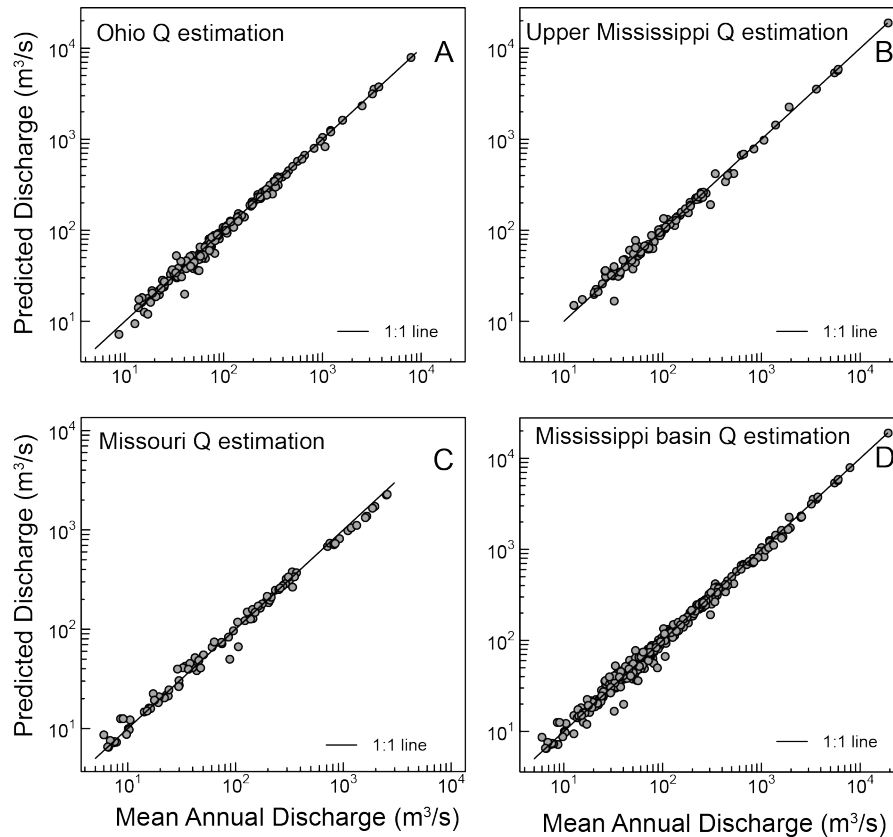 Ohio Q estimation
A
Predicted Discharge (m³/s)
10⁴
10³
10²
10¹
1:1 line
10¹ 10² 10³ 10⁴
Upper Mississippi Q estimation
B
10⁴
10³
10²
10¹
1:1 line
10¹ 10² 10³ 10⁴
Missouri Q estimation
C
Predicted Discharge (m³/s)
10⁴
10³
10²
10¹
1:1 line
10¹ 10² 10³ 10⁴
Mean Annual Discharge (m³/s)
Mississippi basin Q estimation
D
10⁴
10³
10²
10¹
1:1 line
10¹ 10² 10³ 10⁴
Mean Annual Discharge (m³/s)